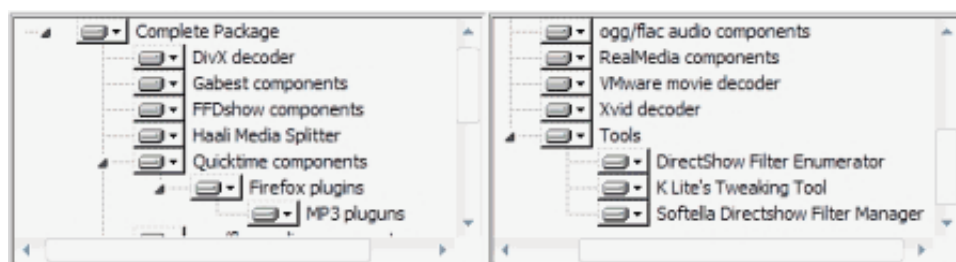 Complete Package
DivX decoder
Gabest components
FFDshow components
Haali Media Splitter
Quicktime components
Firefox plugins
MP3 pluguns
ogg/flac audio components
RealMedia components
VMware movie decoder
Xvid decoder
Tools
DirectShow Filter Enumerator
K Lite's Tweaking Tool
Softella Directshow Filter Manager